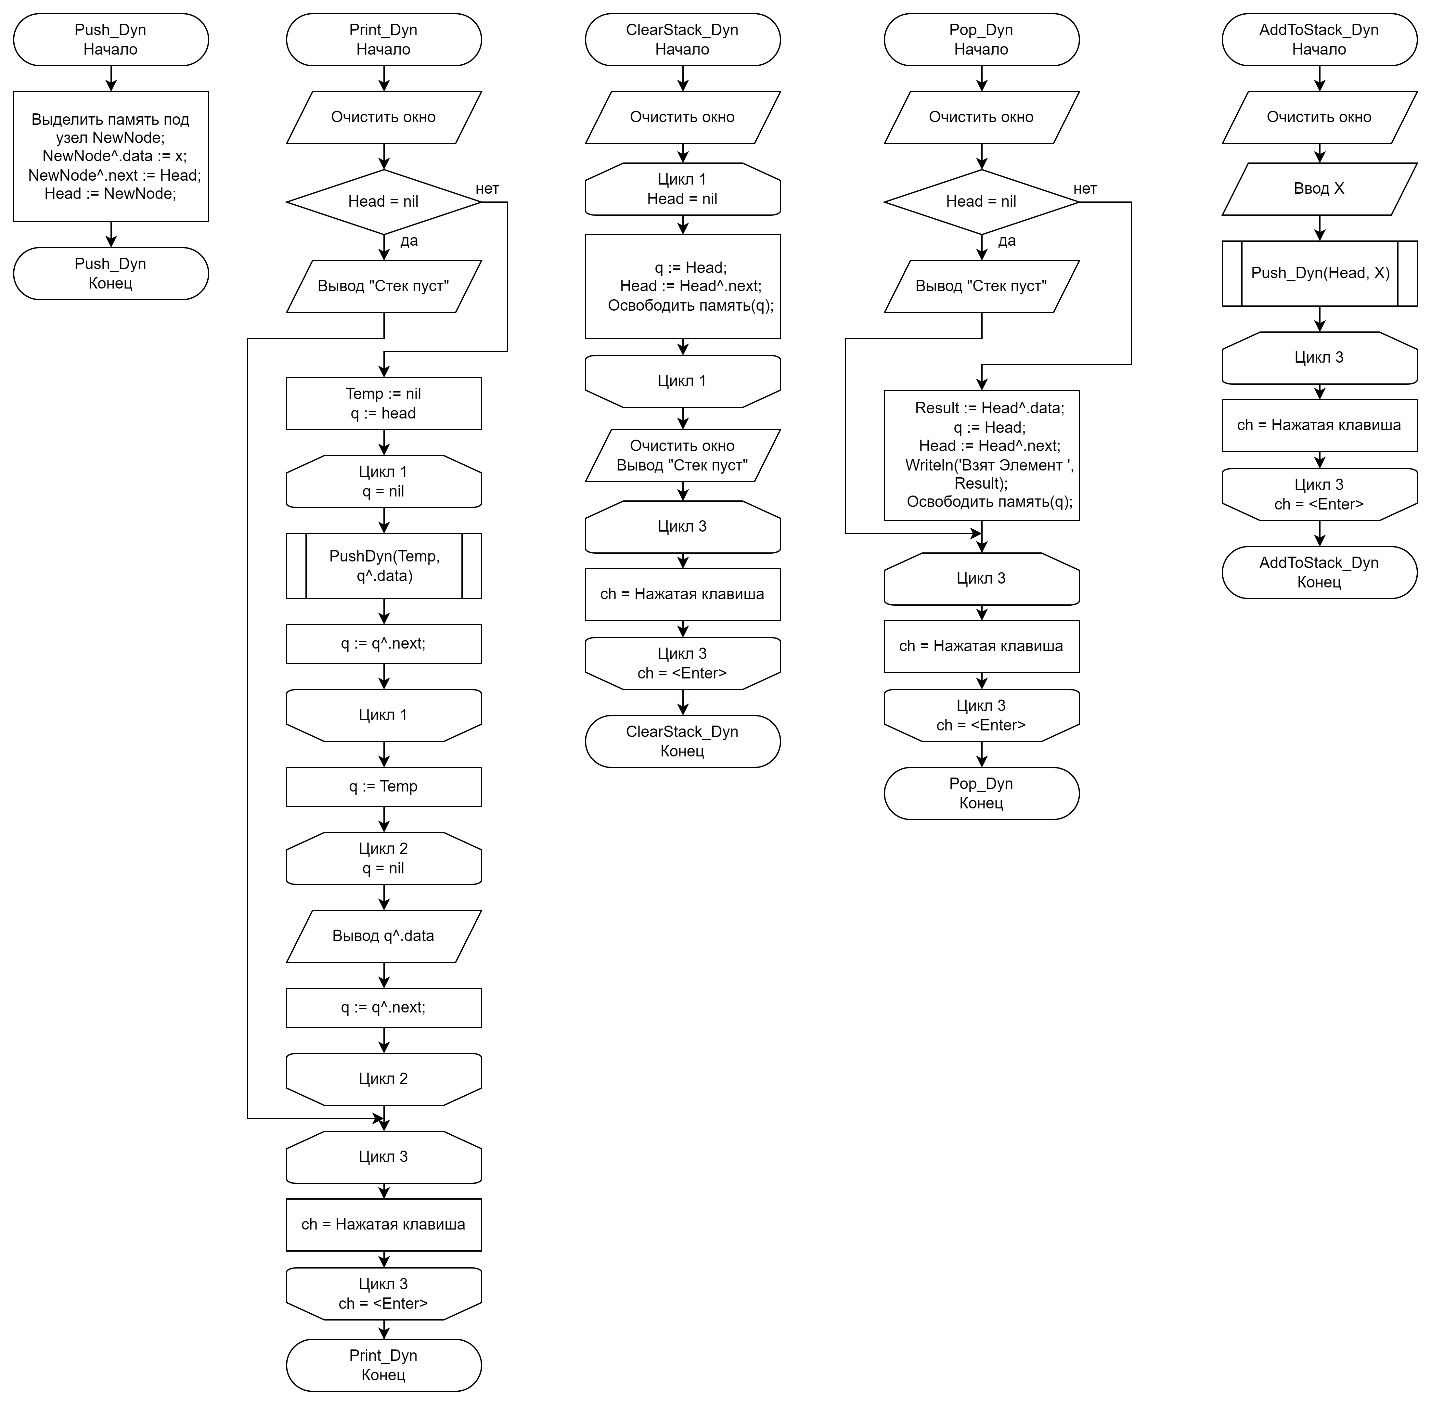 Push_Dyn
Начало
Выделить память под
узел NewNode;
NewNode^.data := x;
NewNode^.next := Head;
Head := NewNode;
Push_Dyn
Конец
Print_Dyn
Начало
Очистить окно
Head = nil
нет
да
Вывод "Стек пуст"
Temp := nil
q := head
Цикл 1
q = nil
PushDyn(Temp,
q^.data)
q := q^.next;
Цикл 1
q := Temp
Цикл 2
q = nil
Вывод q^.data
q := q^.next;
Цикл 2
Цикл 3
ch = Нажатая клавиша
Цикл 3
ch = <Enter>
Print_Dyn
Конец
ClearStack_Dyn
Начало
Очистить окно
Цикл 1
Head = nil
q := Head;
Head := Head^.next;
Освободить память(q);
Цикл 1
Очистить окно
Вывод "Стек пуст"
Цикл 3
ch = Нажатая клавиша
Цикл 3
ch = <Enter>
ClearStack_Dyn
Конец
Pop_Dyn
Начало
Очистить окно
Head = nil
нет
да
Вывод "Стек пуст"
Result := Head^.data;
q := Head;
Head := Head^.next;
Writeln('Взят Элемент ',
Result);
Освободить память(q);
Цикл 3
ch = Нажатая клавиша
Цикл 3
ch = <Enter>
Pop_Dyn
Конец
AddToStack_Dyn
Начало
Очистить окно
Ввод X
Push_Dyn(Head, X)
Цикл 3
ch = Нажатая клавиша
Цикл 3
ch = <Enter>
AddToStack_Dyn
Конец